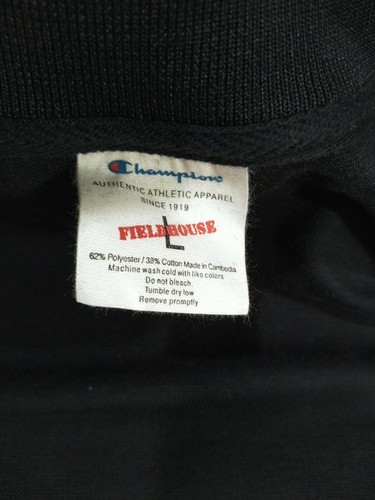 Champion
AUTHENTIC ATHLETIC APPAREL
SINCE 1919
FIELDHOUSE
L
62% Polyester / 38% Cotton Made in Cambodia
Machine wash cold with like colors
Do not bleach.
Tumble dry low
Remove promptly